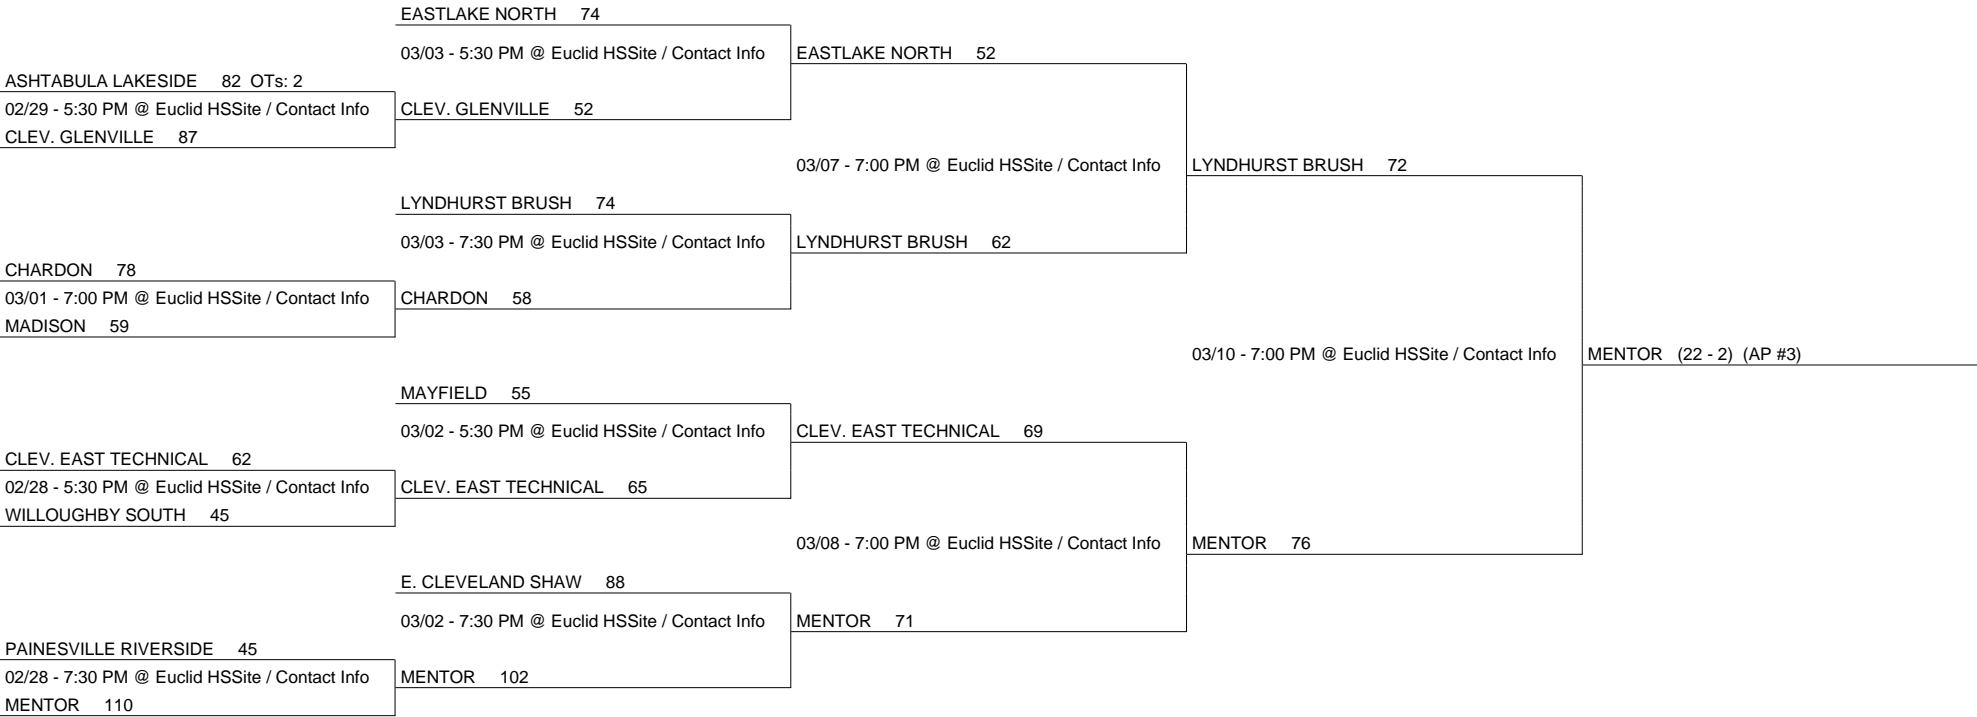 EASTLAKE NORTH 74
03/03 - 5:30 PM @ Euclid HSSite / Contact Info
EASTLAKE NORTH 52
ASHTABULA LAKESIDE 82 OTs: 2
02/29 - 5:30 PM @ Euclid HSSite / Contact Info
CLEV. GLENVILLE 52
CLEV. GLENVILLE 87
03/07 - 7:00 PM @ Euclid HSSite / Contact Info
LYNDHURST BRUSH 72
LYNDHURST BRUSH 74
03/03 - 7:30 PM @ Euclid HSSite / Contact Info
LYNDHURST BRUSH 62
CHARDON 78
03/01 - 7:00 PM @ Euclid HSSite / Contact Info
CHARDON 58
MADISON 59
03/10 - 7:00 PM @ Euclid HSSite / Contact Info
MENTOR (22 - 2) (AP #3)
MAYFIELD 55
03/02 - 5:30 PM @ Euclid HSSite / Contact Info
CLEV. EAST TECHNICAL 69
CLEV. EAST TECHNICAL 62
02/28 - 5:30 PM @ Euclid HSSite / Contact Info
CLEV. EAST TECHNICAL 65
WILLOUGHBY SOUTH 45
03/08 - 7:00 PM @ Euclid HSSite / Contact Info
MENTOR 76
E. CLEVELAND SHAW 88
03/02 - 7:30 PM @ Euclid HSSite / Contact Info
MENTOR 71
PAINESVILLE RIVERSIDE 45
02/28 - 7:30 PM @ Euclid HSSite / Contact Info
MENTOR 102
MENTOR 110